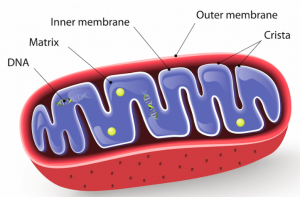 Inner membrane
Outer membrane
Matrix
Crista
DNA